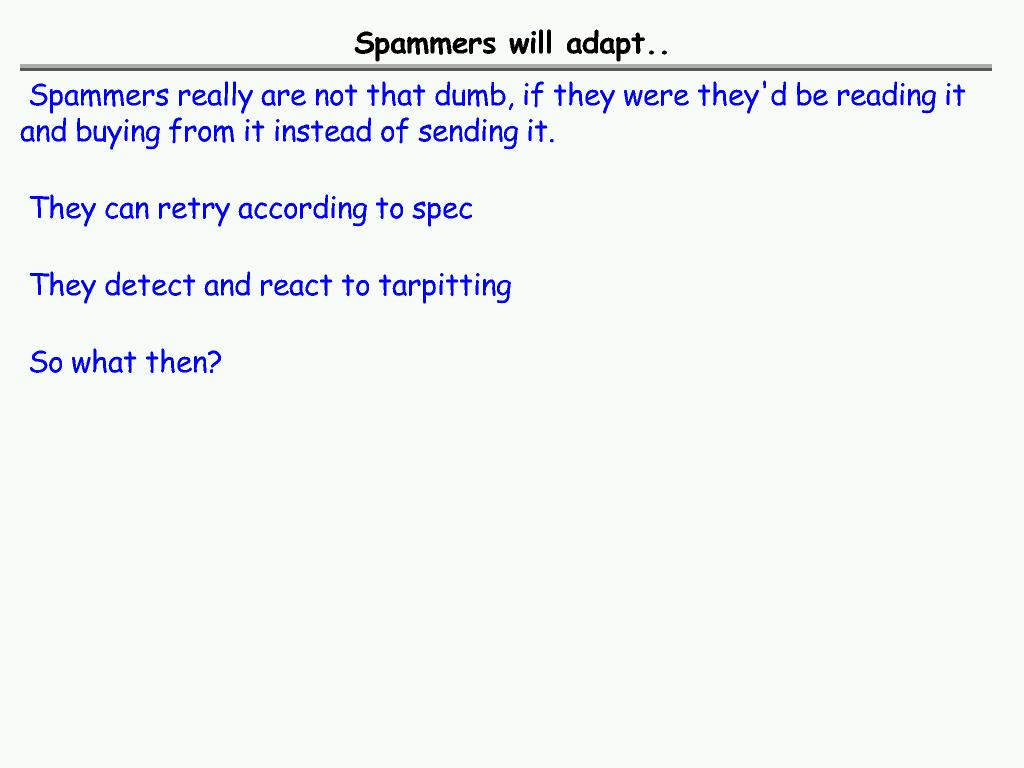 Spammers will adapt..
Spammers really are not that dumb, if they were they'd be reading it
and buying from it instead of sending it.
They can retry according to spec
They detect and react to tarpitting
So what then?